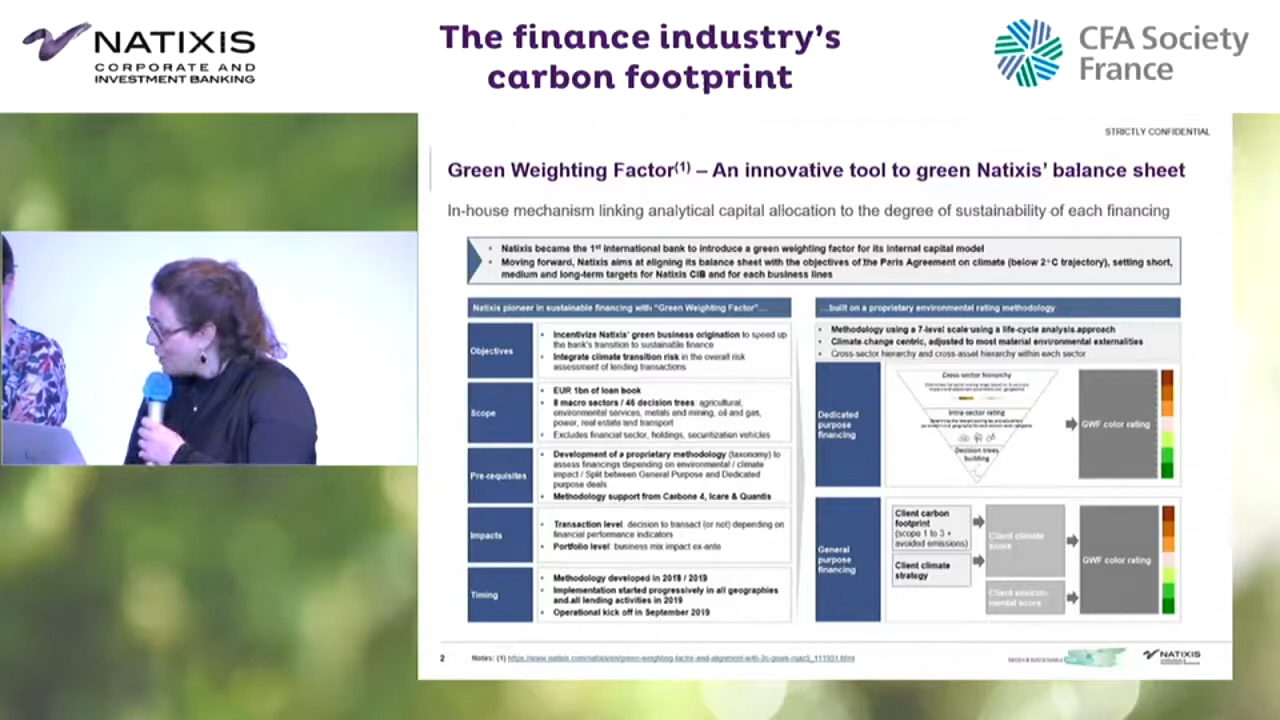 NATIXIS
CORPORATE AND
INVESTMENT BANKING
The finance industry's
carbon footprint
CFA Society
France
STRICTLY CONFIDENTIAL
Green Weighting Factor(1) – An innovative tool to green Natixis' balance sheet
In-house mechanism linking analytical capital allocation to the degree of sustainability of each financing
• Natixis became the 1st international bank to introduce a green weighting factor for its internal capital model
• Moving forward, Natixis aims at aligning its balance sheet with the objectives of the Paris Agreement on climate (below 2°C trajectory), setting short,
medium and long-term targets for Natixis CIB and for each business lines
Natixis pioneer in sustainable financing with "Green Weighting Factor"…
Objectives
• Incentivize Natixis' green business origination to speed up
the bank's transition to sustainable finance
• Integrate climate transition risk in the overall risk
assessment of lending transactions
Scope
• EUR 1bn of loan book
• 8 macro sectors / 46 decision trees: agricultural,
environmental services, metals and mining, oil and gas,
power, real estate and transport
• Excludes financial sector, holdings, securitization vehicles
Pre-requisites
• Development of a proprietary methodology (taxonomy) to
assess financings depending on environmental / climate
impact / Split between General Purpose and Dedicated
purpose deals
• Methodology support from Carbone 4, Icare & Quantis
Impacts
• Transaction level: decision to transact (or not) depending on
financial performance indicators
• Portfolio level: business mix impact ex-ante
Timing
• Methodology developed in 2018 / 2019
• Implementation started progressively in all geographies
and all lending activities in 2019
• Operational kick off in September 2019
…built on a proprietary environmental rating methodology
• Methodology using a 7-level scale using a life-cycle analysis approach
• Climate change centric, adjusted to most material environmental externalities
• Cross-sector hierarchy and cross-asset hierarchy within each sector
Dedicated
purpose
financing
Cross-sector hierarchy
Intra-sector rating
Decision trees
building
GWF color rating
General
purpose
financing
Client carbon
footprint
(scope 1 to 3 +
avoided emissions)
Client climate
strategy
Client climate
score
Client environ-
mental score
GWF color rating
2
Notes: (1)
NATIXIS